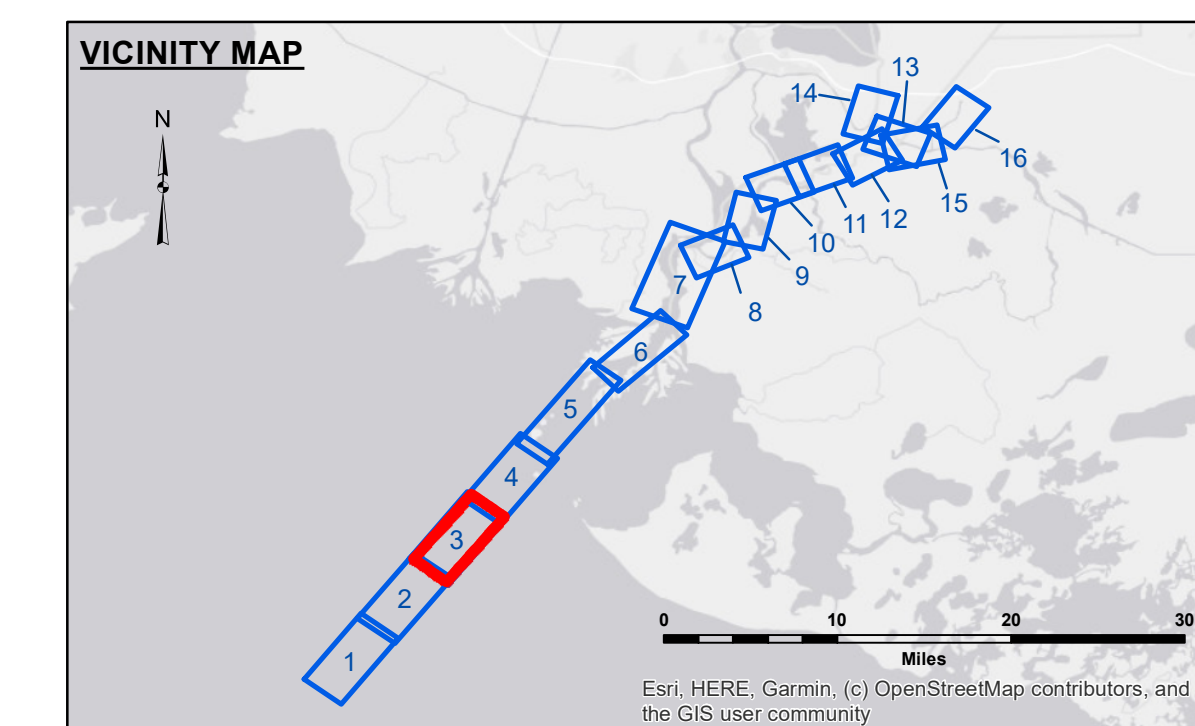 VICINITY MAP
N
13
14
16
15
12
11
10
9
8
7
6
5
4
3
2
1
0 10 20 30
Miles
Esri, HERE, Garmin, (c) OpenStreetMap contributors, and
the GIS user community